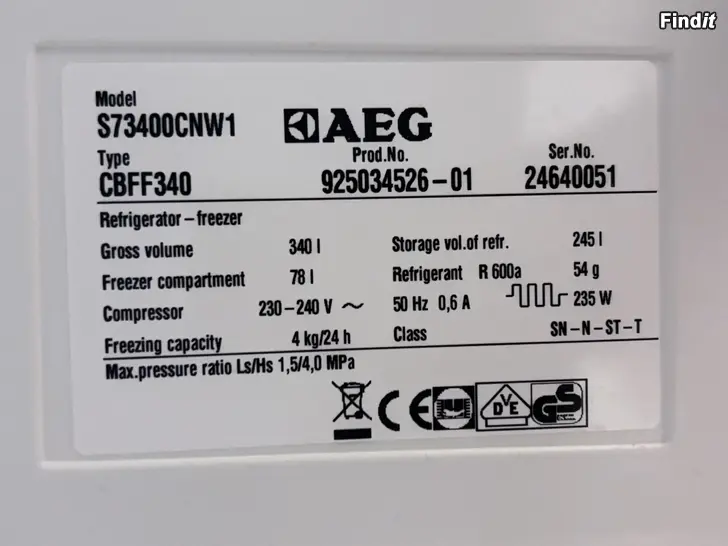 Findit
Model
S73400CNW1
AEG
Type
Prod.No.
Ser.No.
CBFF340
925034526-01
24640051
Refrigerator-freezer
Gross volume 340 l Storage vol.of refr. 245 l
Freezer compartment 78 l Refrigerant R 600a 54 g
Compressor 230-240 V ~ 50 Hz 0,6 A 235 W
Freezing capacity 4 kg/24 h Class SN-N-ST-T
Max.pressure ratio Ls/Hs 1,5/4,0 MPa
CE DVE GS